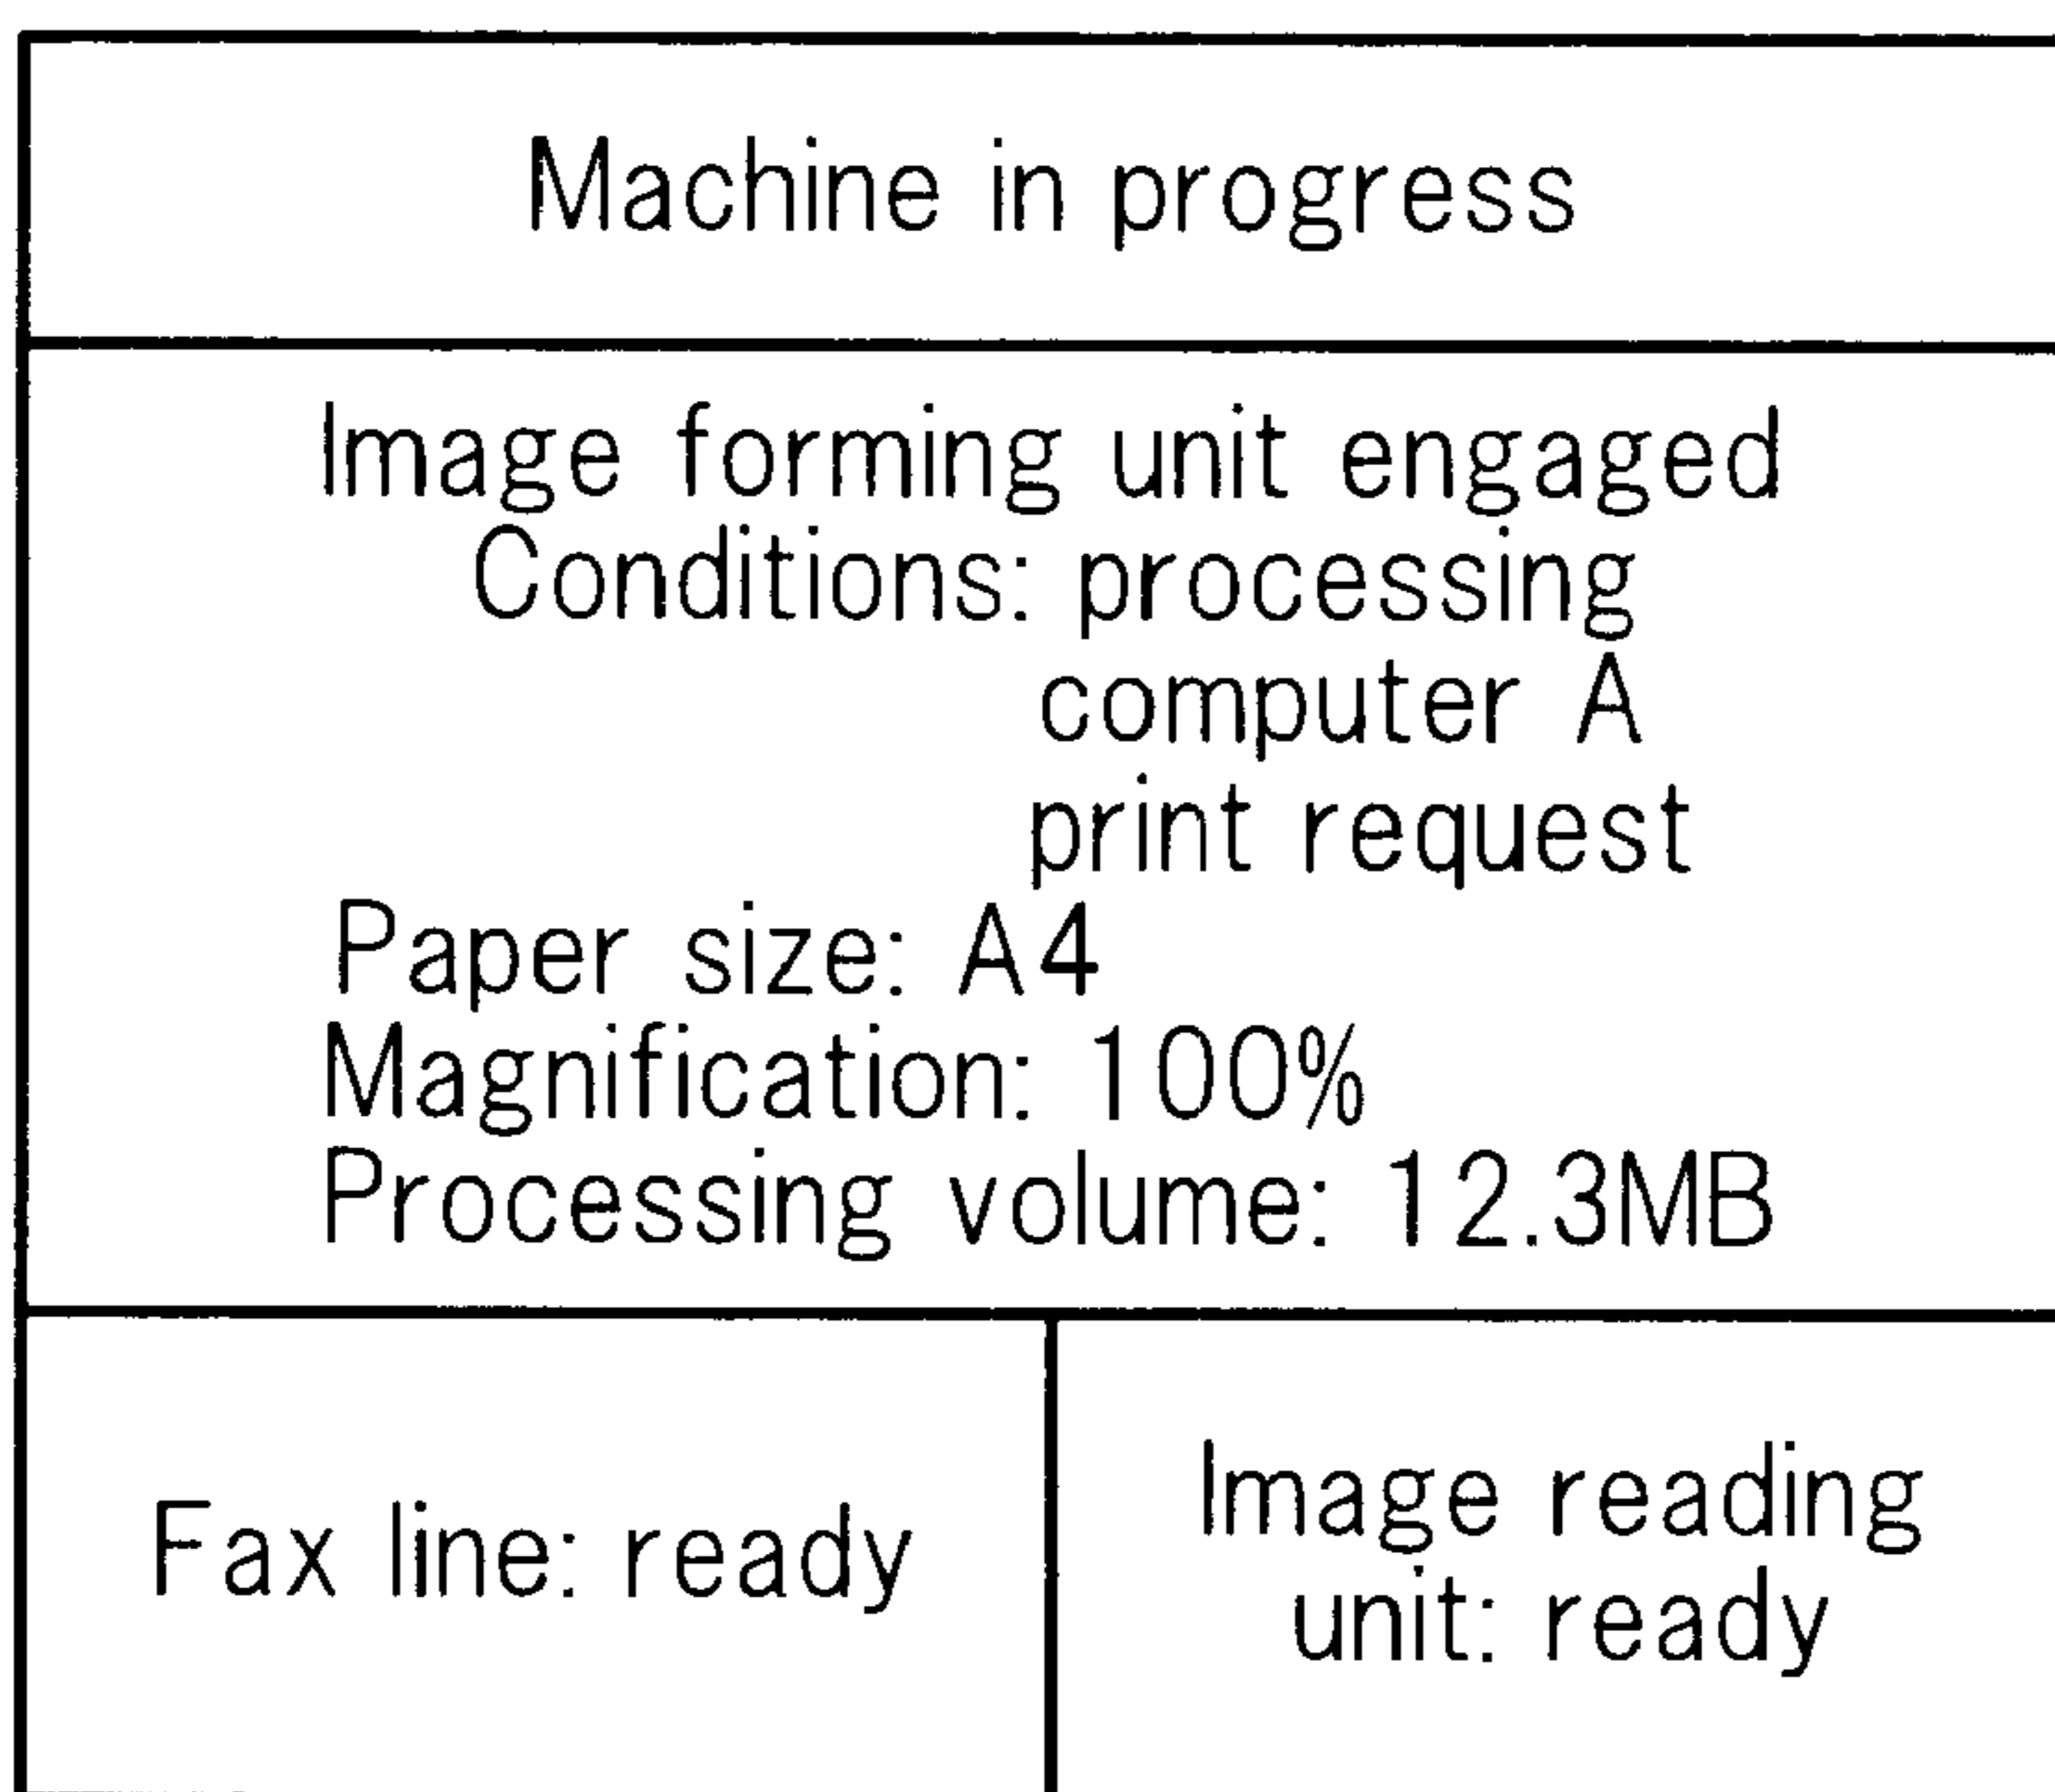 Machine in progress
Image forming unit engaged
Conditions: processing
computer A
print request
Paper size: A4
Magnification: 100%
Processing volume: 12.3MB
Fax line: ready
Image reading
unit: ready